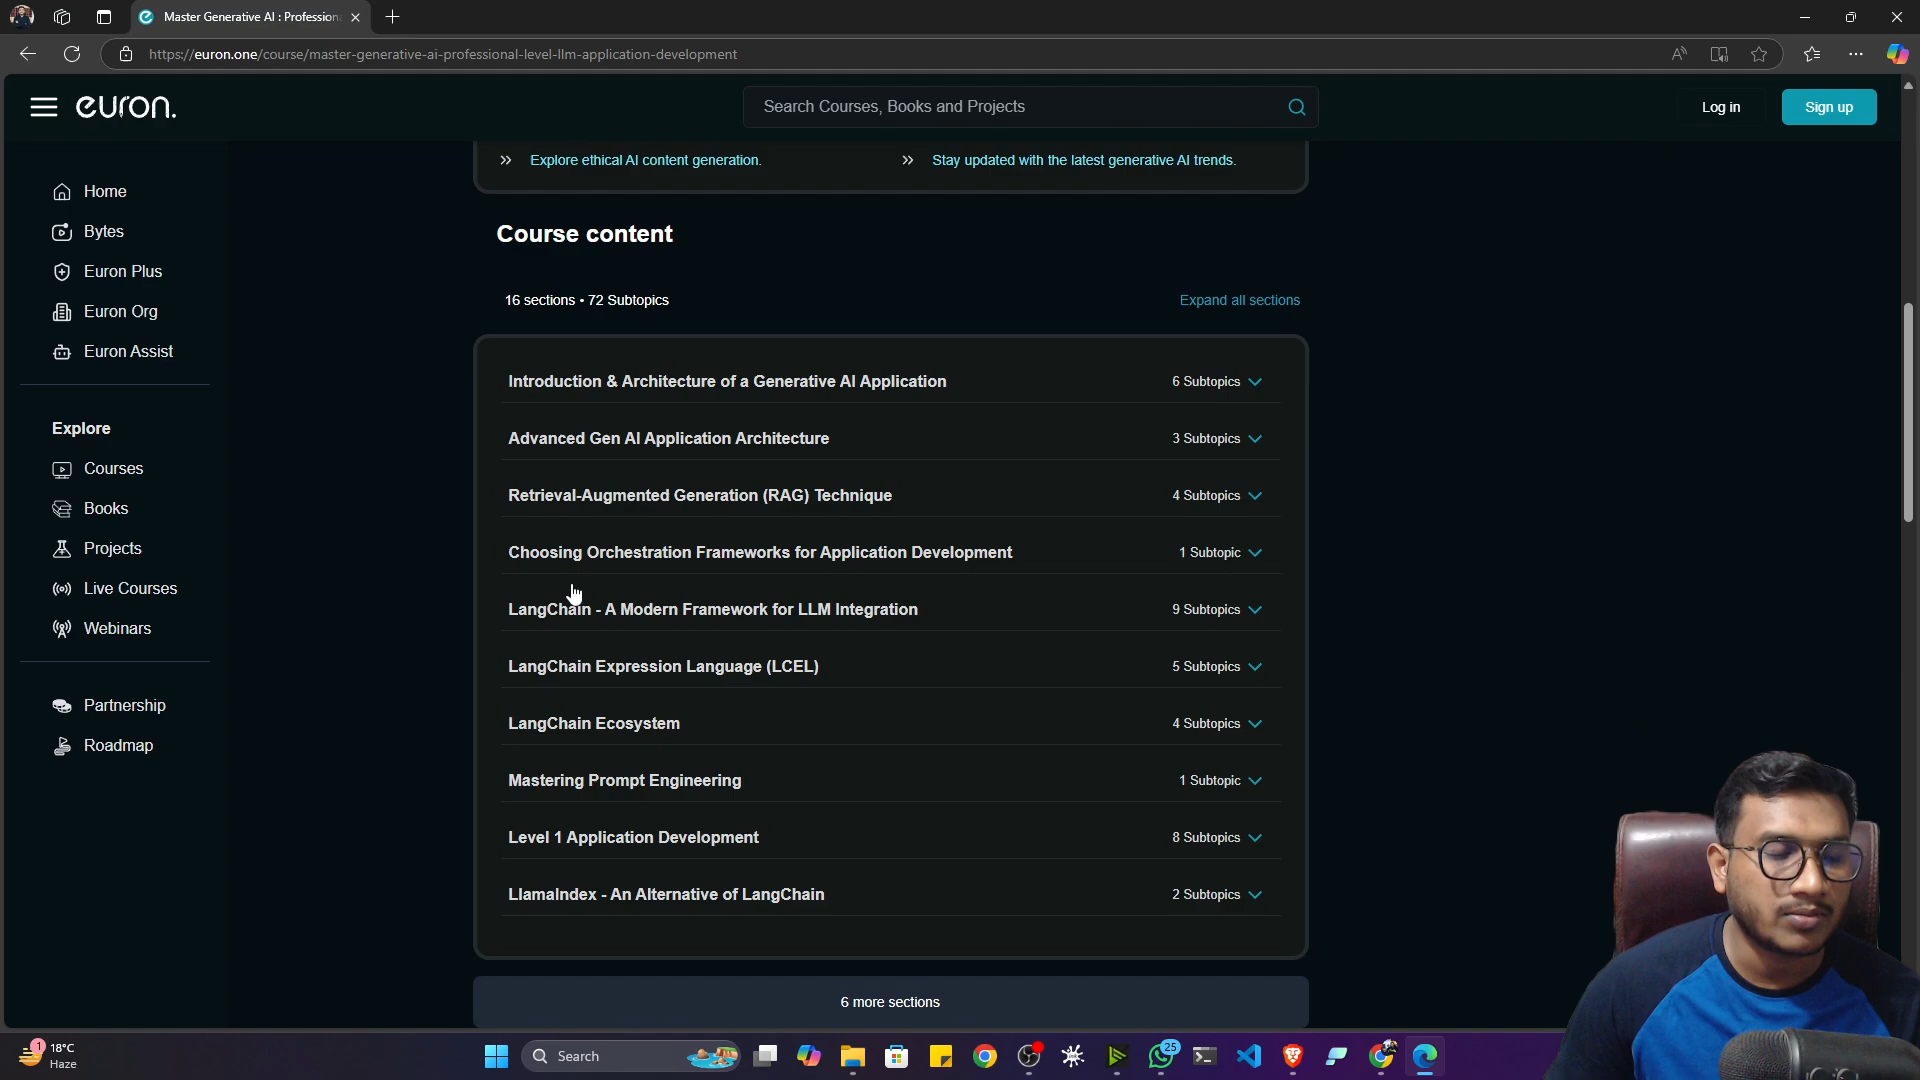 Master Generative AI : Profession
https://euron.one/course/master-generative-ai-professional-level-llm-application-development
euron.
Search Courses, Books and Projects
Log in
Sign up
Home
Bytes
Euron Plus
Euron Org
Euron Assist
Explore
Courses
Books
Projects
Live Courses
Webinars
Partnership
Roadmap
Explore ethical AI content generation.
Stay updated with the latest generative AI trends.
Course content
16 sections • 72 Subtopics
Expand all sections
Introduction & Architecture of a Generative AI Application
6 Subtopics
Advanced Gen AI Application Architecture
3 Subtopics
Retrieval-Augmented Generation (RAG) Technique
4 Subtopics
Choosing Orchestration Frameworks for Application Development
1 Subtopic
LangChain - A Modern Framework for LLM Integration
9 Subtopics
LangChain Expression Language (LCEL)
5 Subtopics
LangChain Ecosystem
4 Subtopics
Mastering Prompt Engineering
1 Subtopic
Level 1 Application Development
8 Subtopics
LlamaIndex - An Alternative of LangChain
2 Subtopics
6 more sections
1
18°C
Haze
Search
25